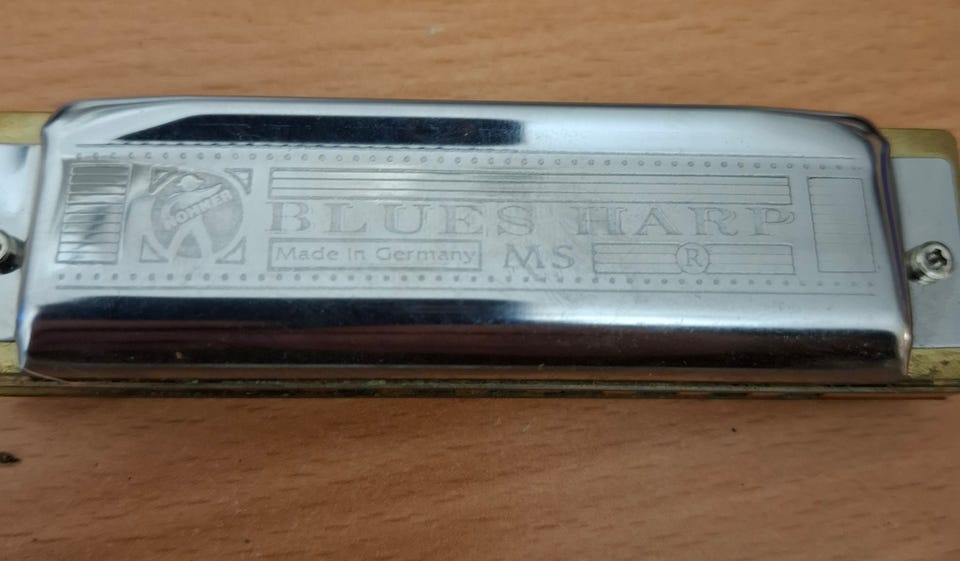 HOHNER
BLUES HARP
Made in Germany MS ®